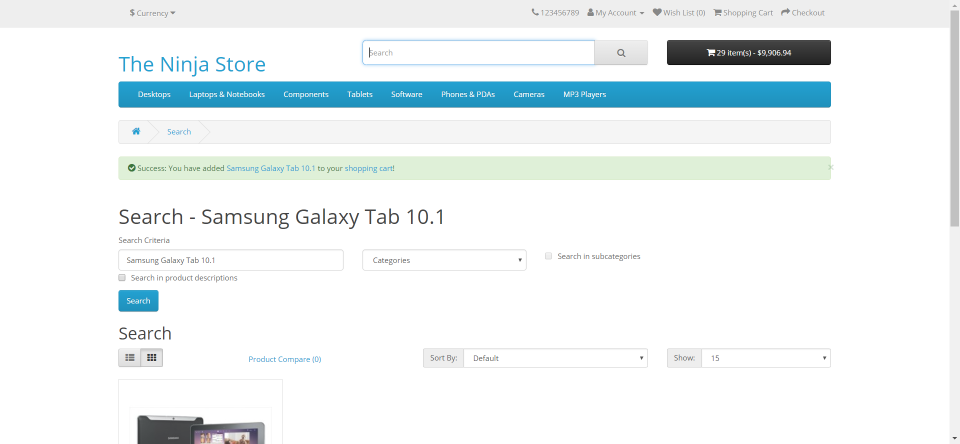 $ Currency
123456789 My Account Wish List (0) Shopping Cart Checkout
The Ninja Store
Search
29 item(s) - $9,906.94
Desktops Laptops & Notebooks Components Tablets Software Phones & PDAs Cameras MP3 Players
Search
Success: You have added Samsung Galaxy Tab 10.1 to your shopping cart!
×
Search - Samsung Galaxy Tab 10.1
Search Criteria
Samsung Galaxy Tab 10.1 Categories Search in subcategories
Search in product descriptions
Search
Search
Product Compare (0) Sort By: Default Show: 15